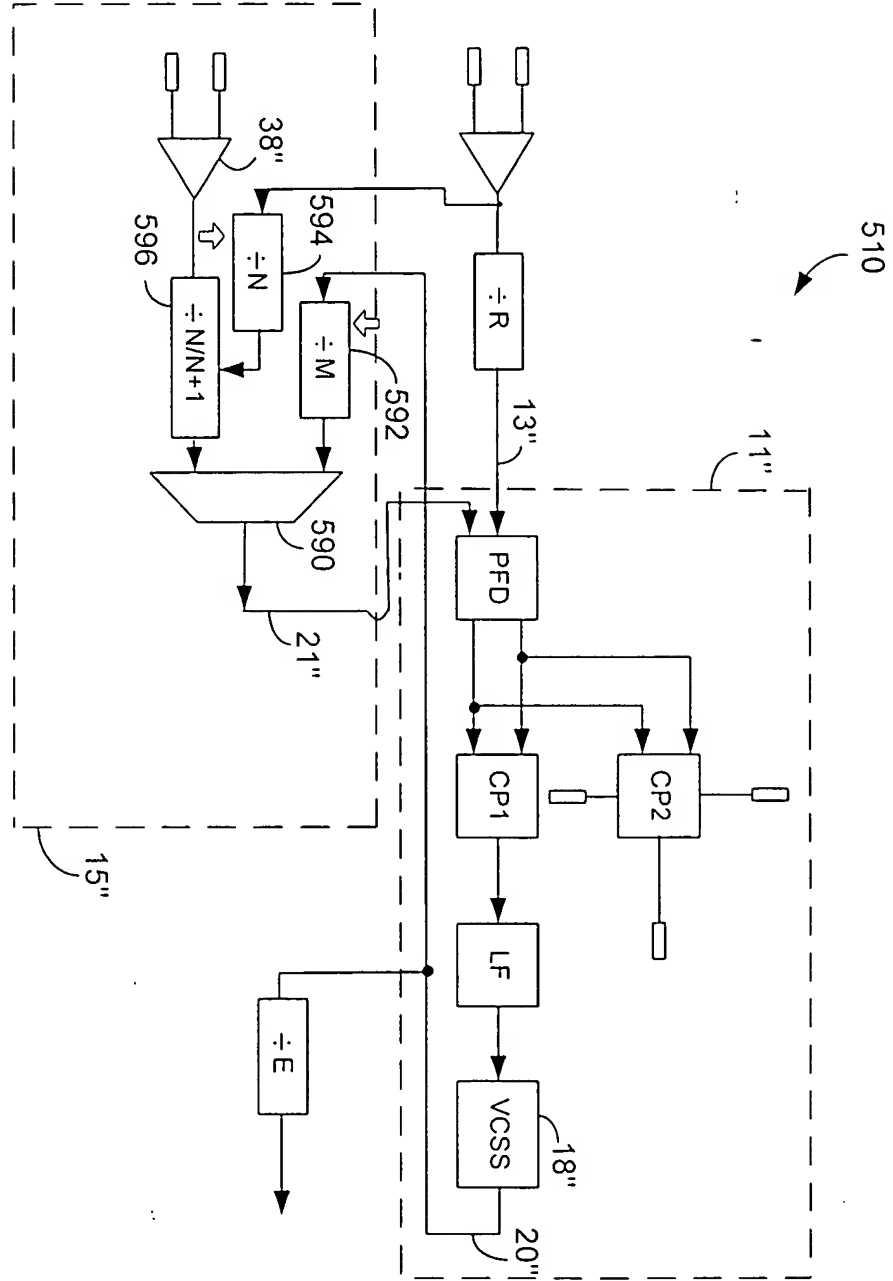 510
11"
CP2
÷R
13"
PFD
CP1
LF
VCSS
18"
20"
592
÷M
594
÷N
38"
÷N/N+1
596
590
21"
15"
÷E